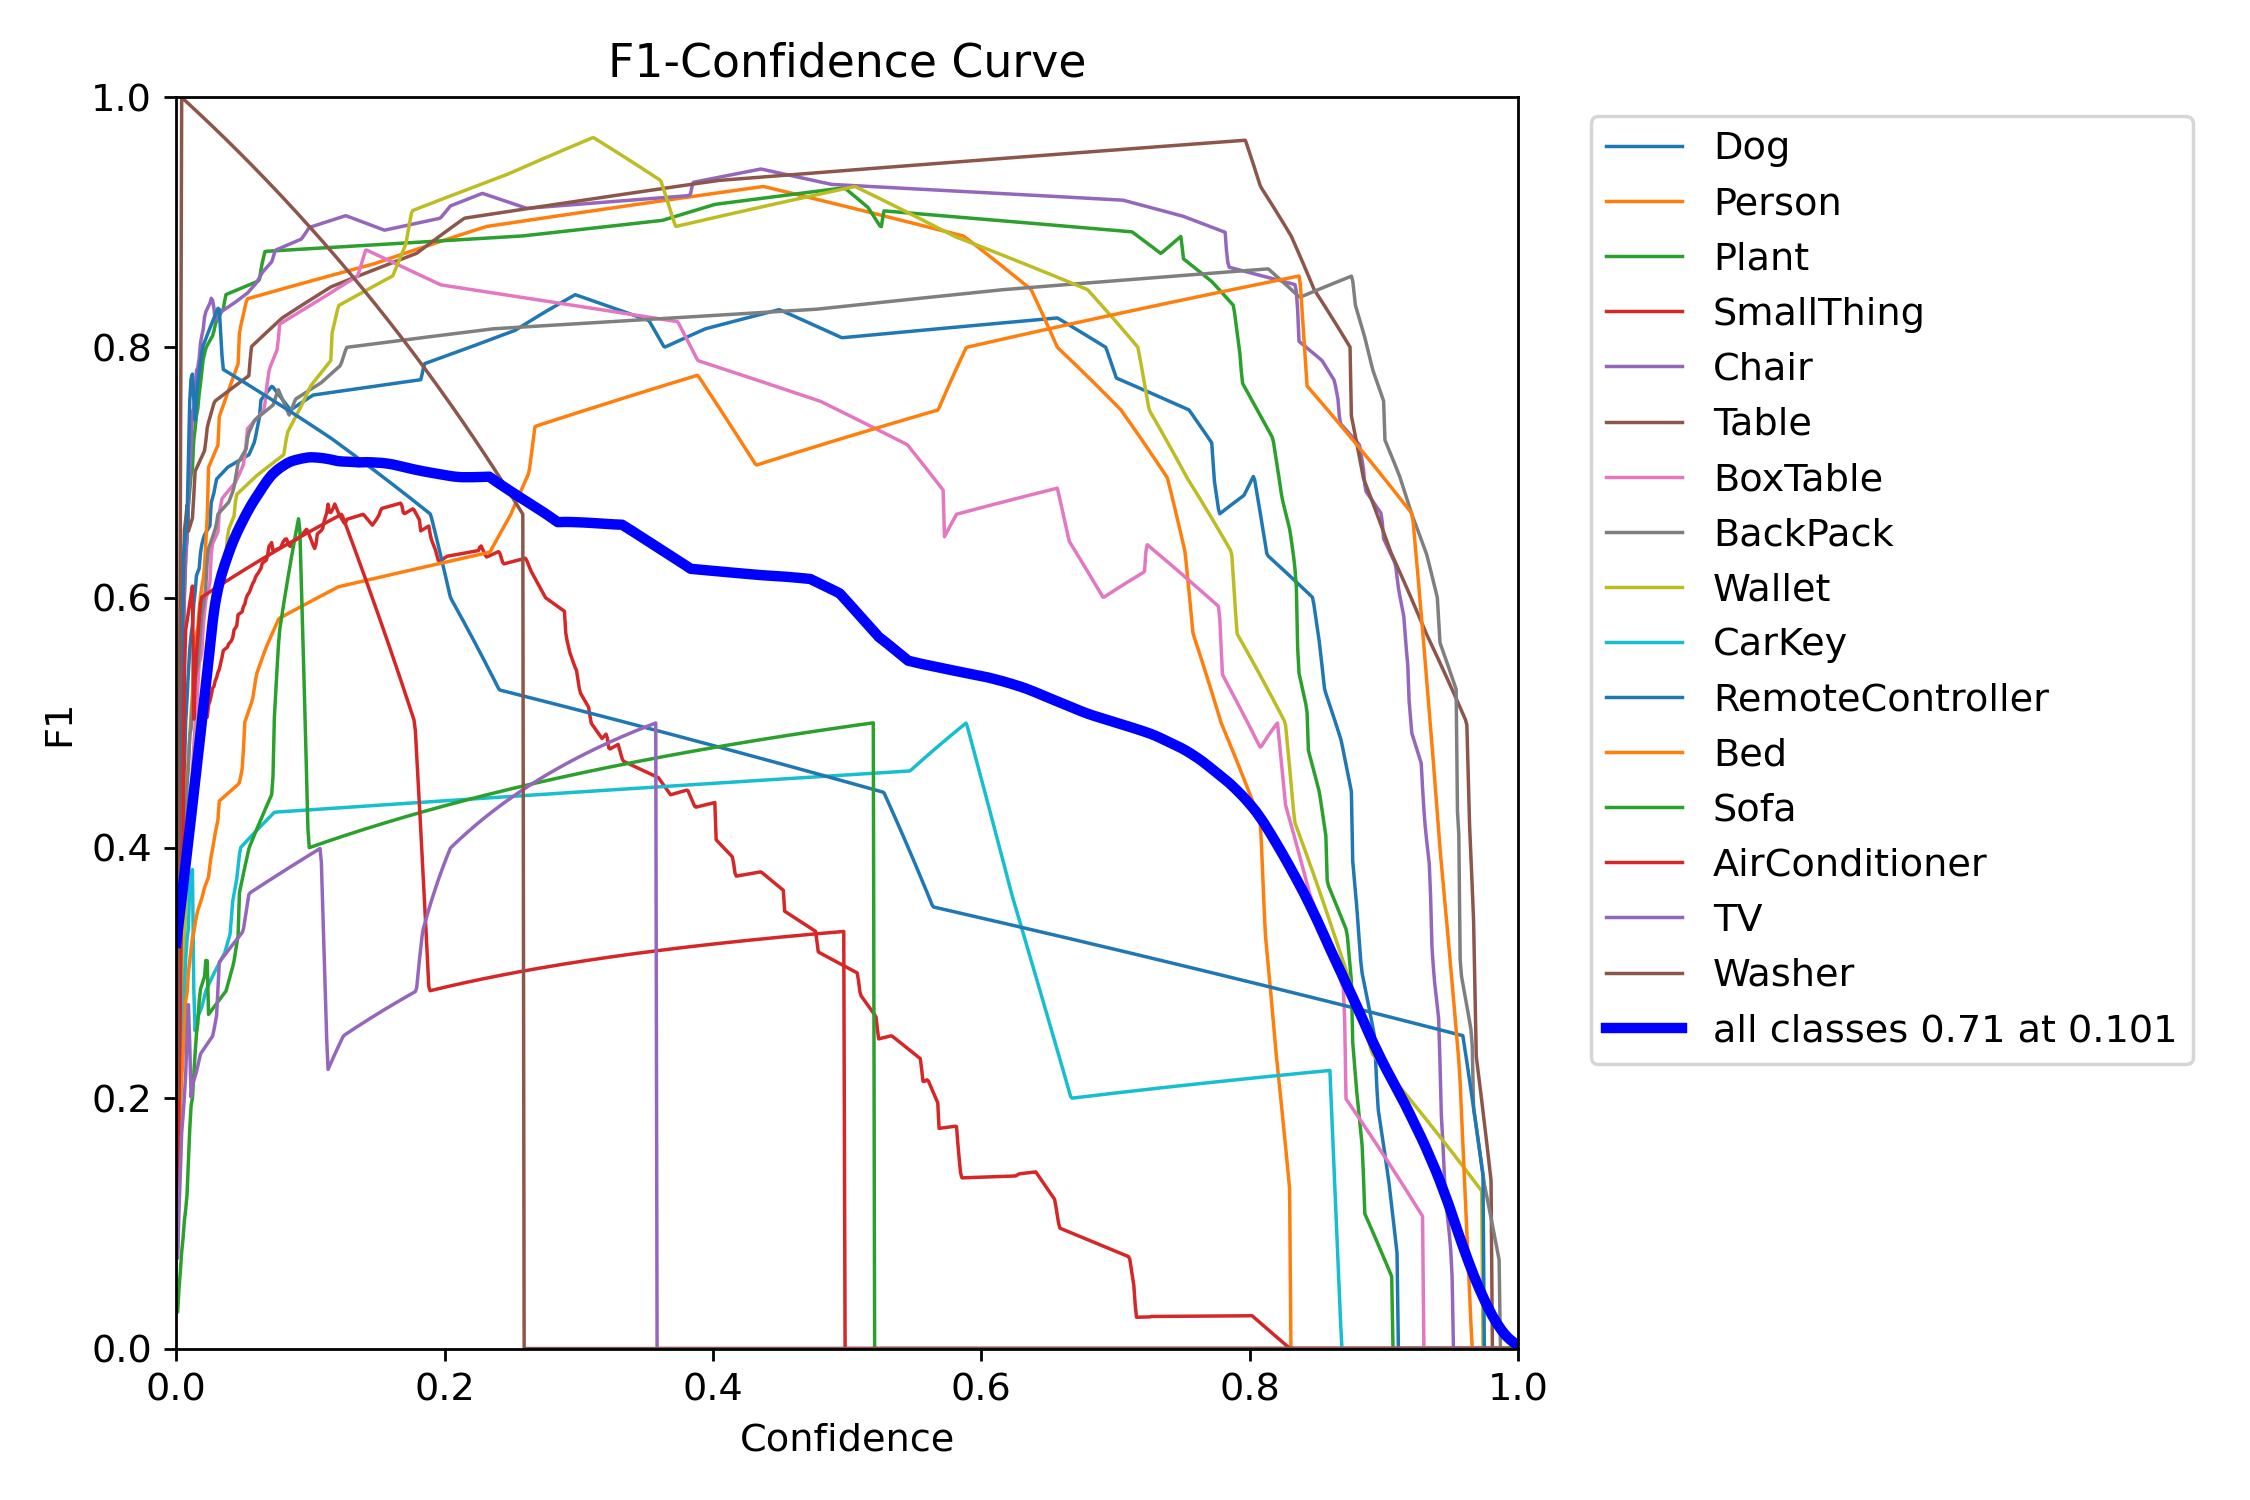 F1-Confidence Curve
1.0
0.8
0.6
0.4
0.2
0.0
F1
0.0 0.2 0.4 0.6 0.8 1.0
Confidence
Dog
Person
Plant
SmallThing
Chair
Table
BoxTable
BackPack
Wallet
CarKey
RemoteController
Bed
Sofa
AirConditioner
TV
Washer
all classes 0.71 at 0.101